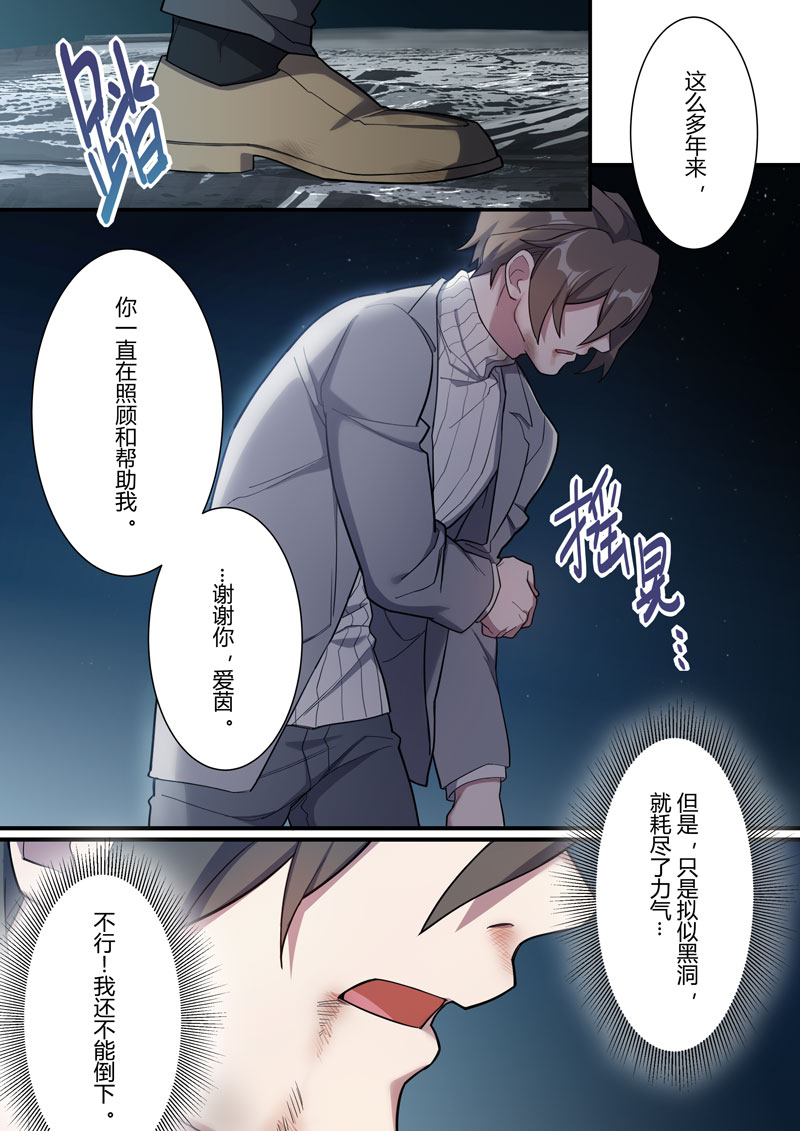 这么多年来，
踏
你一直在照顾和帮助我。
…谢谢你，爱茵。
摇晃…
但是，只是拟似黑洞，
就耗尽了力气…
不行！我还不能倒下。